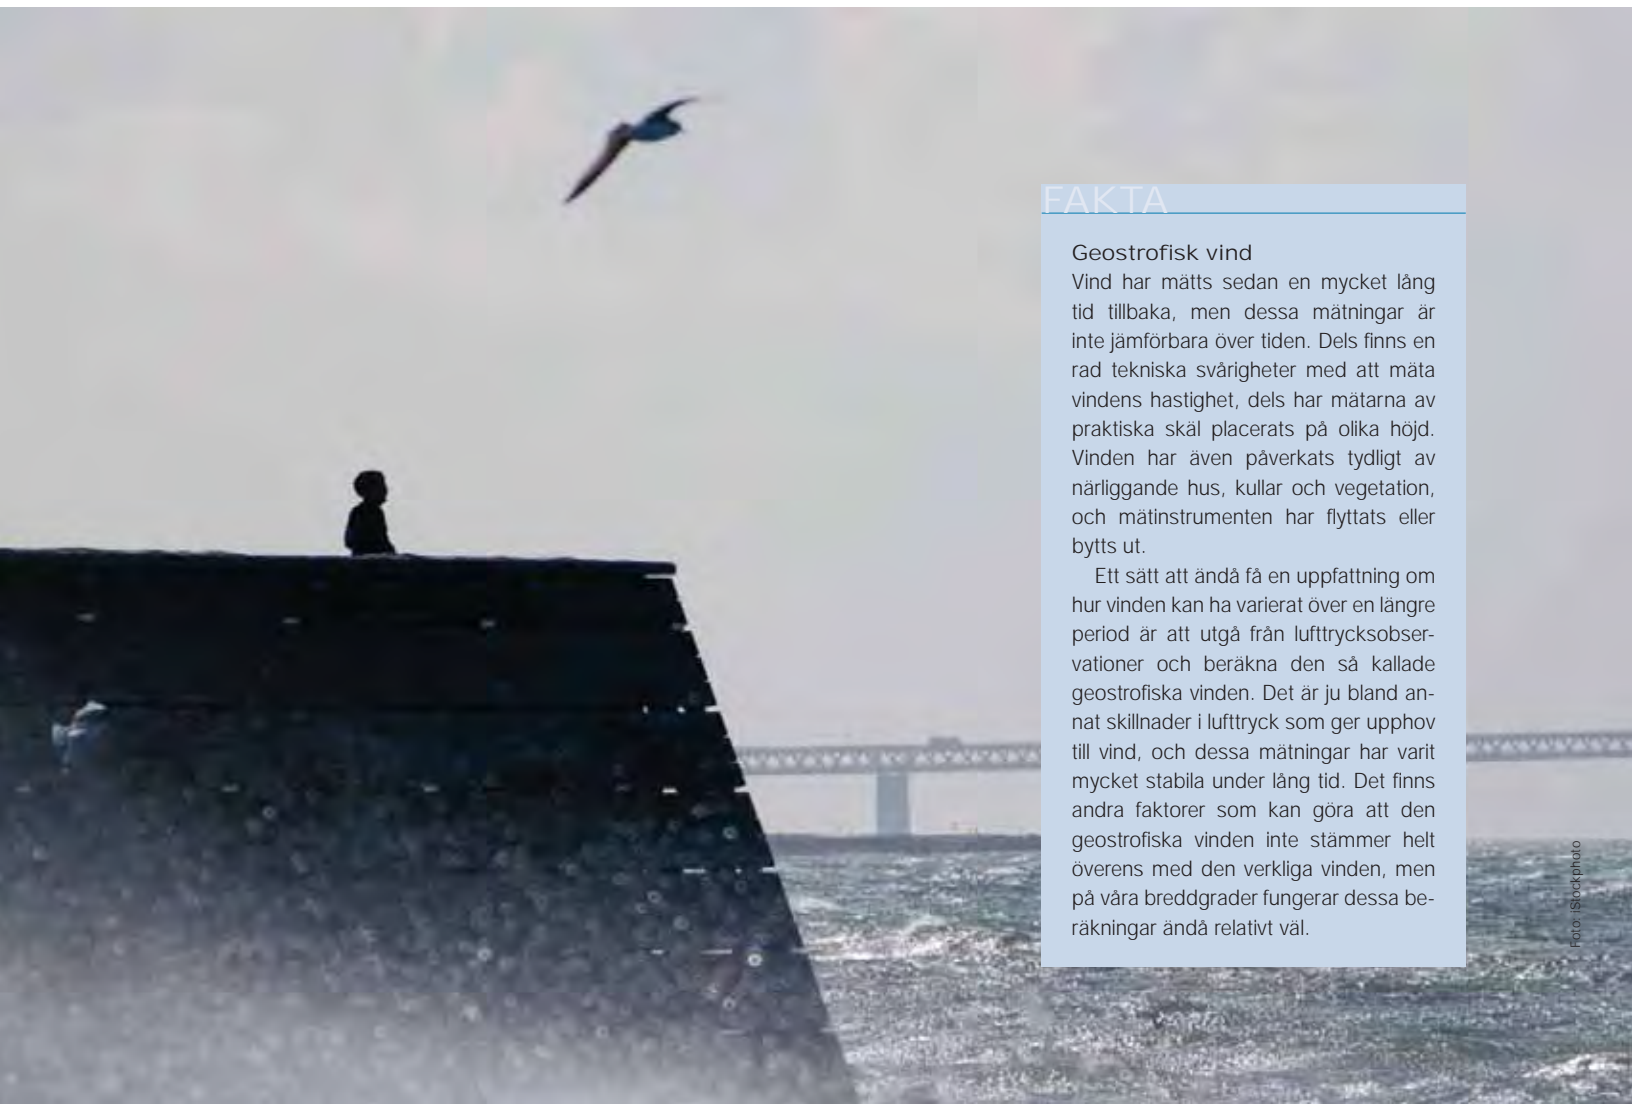 FAKTA
Geostrofisk vind
Vind har mätts sedan en mycket lång
tid tillbaka, men dessa mätningar är
inte jämförbara över tiden. Dels finns en
rad tekniska svårigheter med att mäta
vindens hastighet, dels har mätarna av
praktiska skäl placerats på olika höjd.
Vinden har även påverkats tydligt av
närliggande hus, kullar och vegetation,
och mätinstrumenten har flyttats eller
bytts ut.
Ett sätt att ändå få en uppfattning om
hur vinden kan ha varierat över en längre
period är att utgå från lufttrycksobser-
vationer och beräkna den så kallade
geostrofiska vinden. Det är ju bland an-
nat skillnader i lufttryck som ger upphov
till vind, och dessa mätningar har varit
mycket stabila under lång tid. Det finns
andra faktorer som kan göra att den
geostrofiska vinden inte stämmer helt
överens med den verkliga vinden, men
på våra breddgrader fungerar dessa be-
räkningar ändå relativt väl.
Foto: iStockphoto